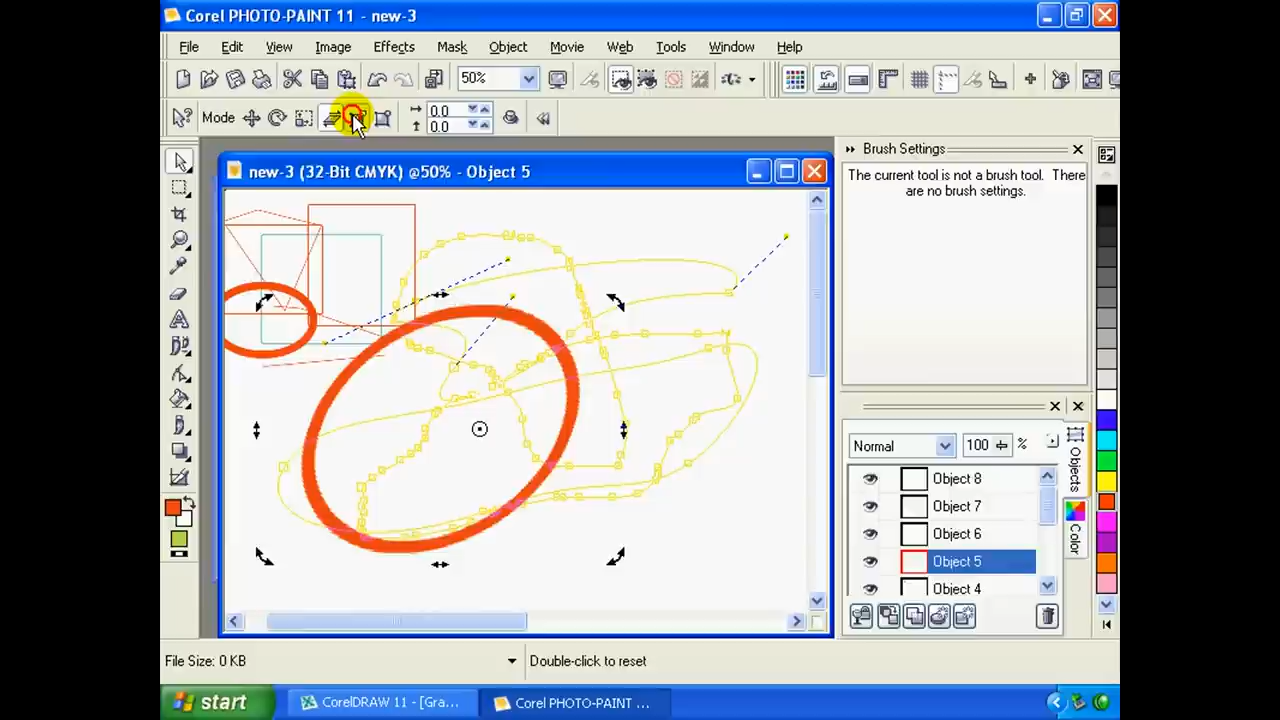 Corel PHOTO-PAINT 11 - new-3
File Edit View Image Effects Mask Object Movie Web Tools Window Help
50%
Mode 0.0
0.0
new-3 (32-Bit CMYK) @50% - Object 5
Brush Settings
The current tool is not a brush tool. There
are no brush settings.
Normal 100 %
Object 8
Object 7
Object 6
Object 5
Object 4
Objects
Color
File Size: 0 KB Double-click to reset
start CorelDRAW 11 - [Gra... Corel PHOTO-PAINT ...